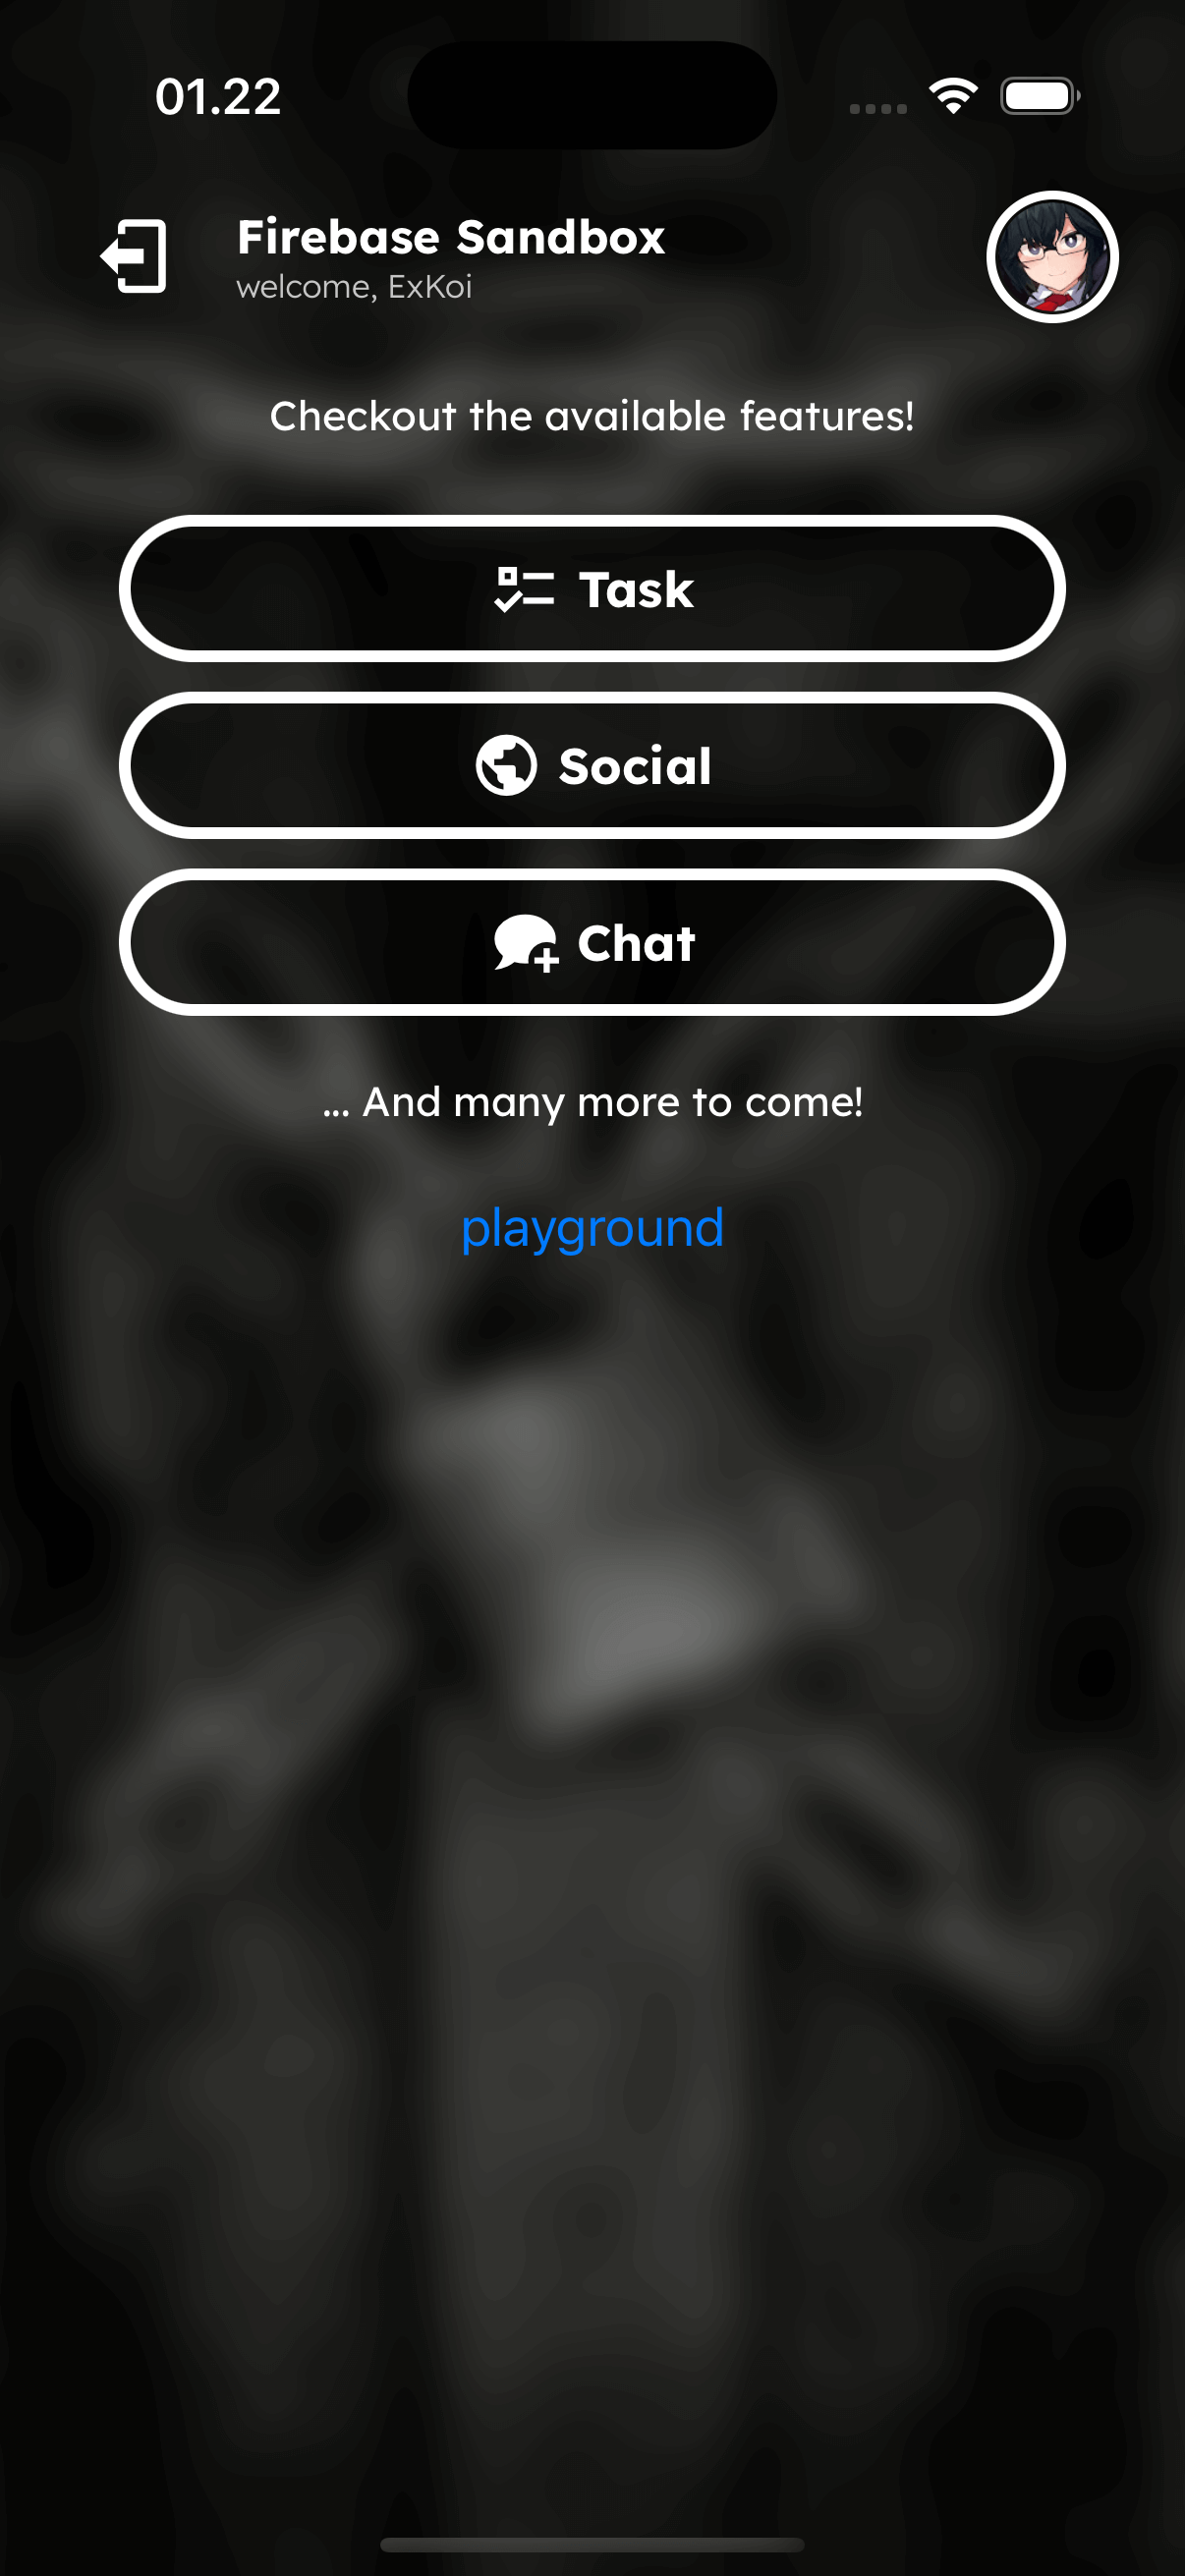 01.22
Firebase Sandbox
welcome, ExKoi
Checkout the available features!
Task
Social
Chat
... And many more to come!
playground